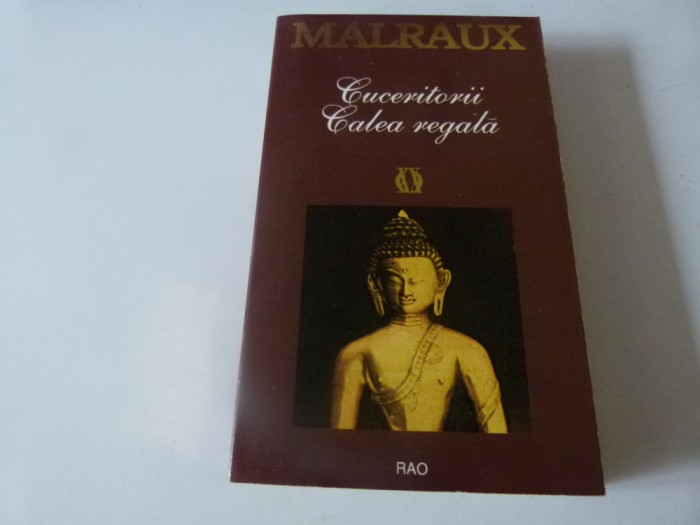 MALRAUX
Cuceritorii
Calea regală
RAO